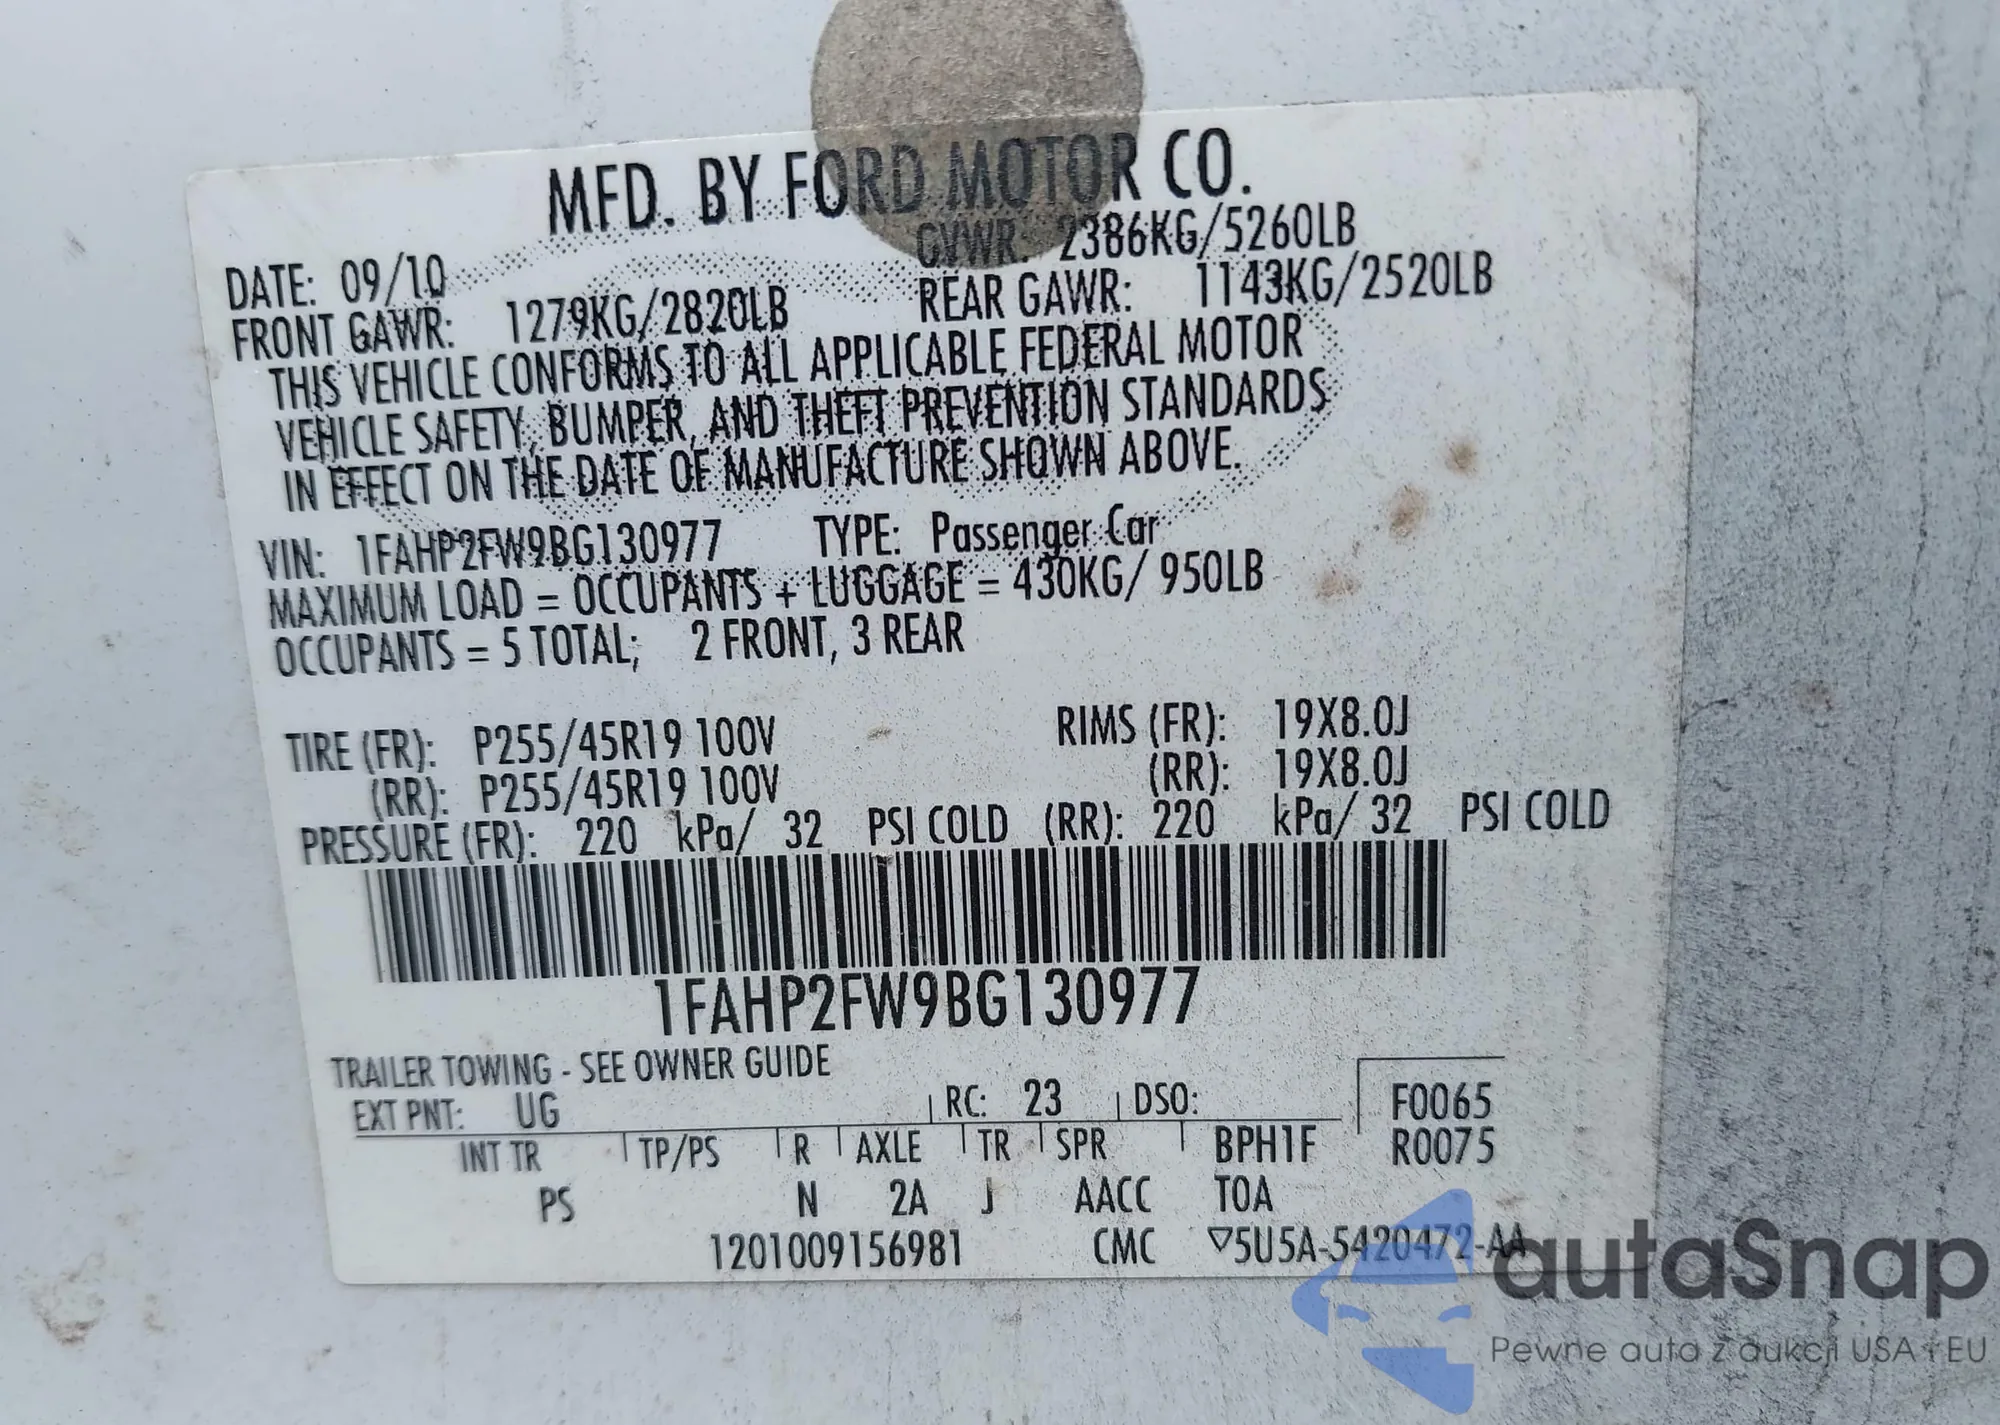 MFD. BY FORD MOTOR CO.
DATE: 09/10 GVWR: 2386KG/5260LB
FRONT GAWR: 1279KG/2820LB REAR GAWR: 1143KG/2520LB
THIS VEHICLE CONFORMS TO ALL APPLICABLE FEDERAL MOTOR
VEHICLE SAFETY, BUMPER, AND THEFT PREVENTION STANDARDS
IN EFFECT ON THE DATE OF MANUFACTURE SHOWN ABOVE.
VIN: 1FAHP2FW9BG130977 TYPE: Passenger Car
MAXIMUM LOAD = OCCUPANTS + LUGGAGE = 430KG/ 950LB
OCCUPANTS = 5 TOTAL; 2 FRONT, 3 REAR
TIRE (FR): P255/45R19 100V RIMS (FR): 19X8.0J
(RR): P255/45R19 100V (RR): 19X8.0J
PRESSURE (FR): 220 kPa/ 32 PSI COLD (RR): 220 kPa/ 32 PSI COLD
1FAHP2FW9BG130977
TRAILER TOWING - SEE OWNER GUIDE
EXT PNT: UG RC: 23 DSO: F0065
INT TR TP/PS R AXLE TR SPR BPH1F R0075
PS N 2A J AACC TOA
1201009156981 CMC ▽5U5A-5420472-AA
autaSnap
Pewne auta z aukcji USA i EU